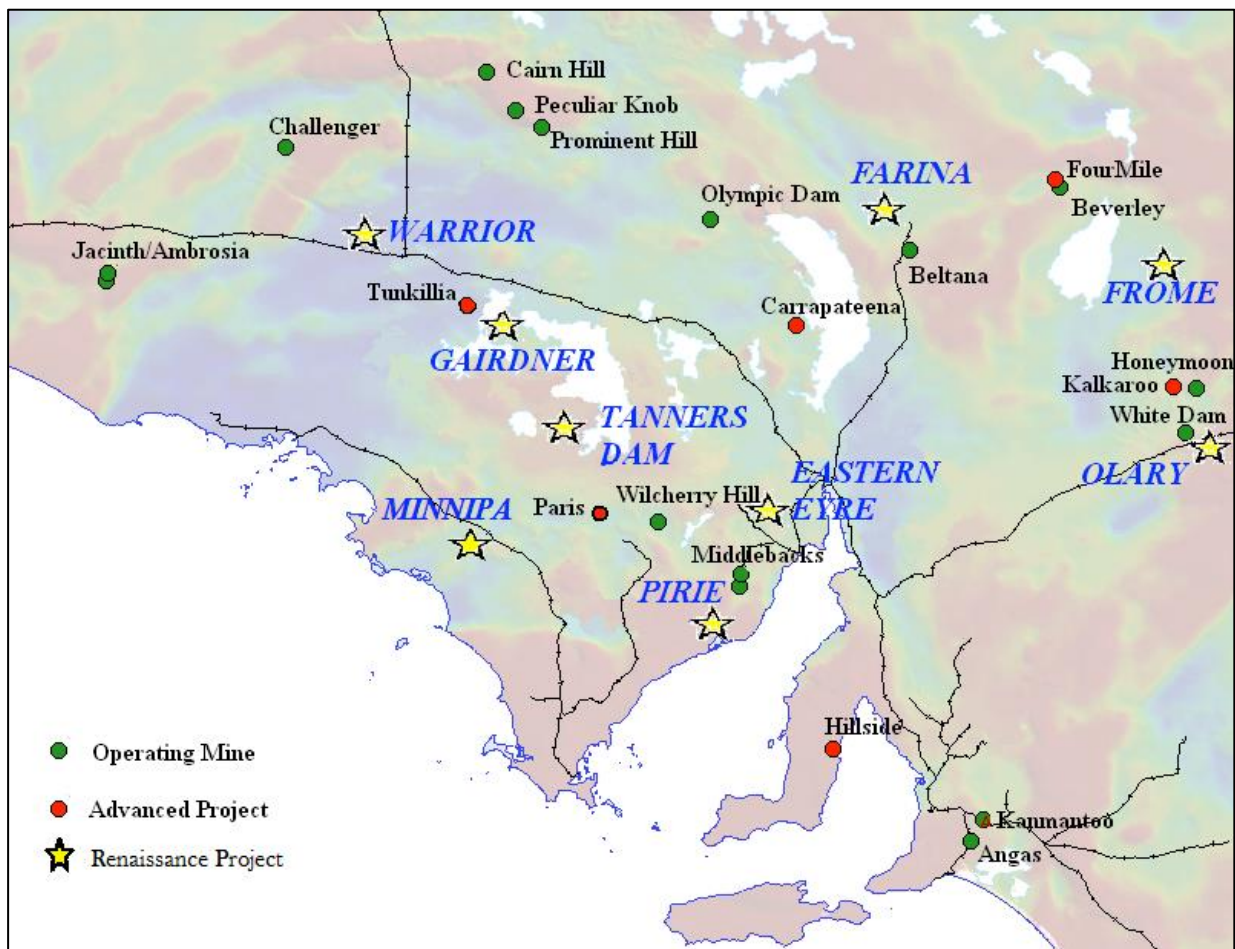 Cairn Hill
Peculiar Knob
Challenger
Prominent Hill
FARINA
FourMile
Olympic Dam
Beverley
WARRIOR
Jacinth/Ambrosia
Beltana
Tunkillia
Carrapateena
FROME
GAIRDNER
Honeymoon
Kalkaroo
TANNERS
DAM
White Dam
EASTERN
EYRE
OLARY
Wilcherry Hill
Paris
MINNIPA
Middlebacks
PIRIE
Hillside
Operating Mine
Advanced Project
Renaissance Project
Kanmantoo
Angas